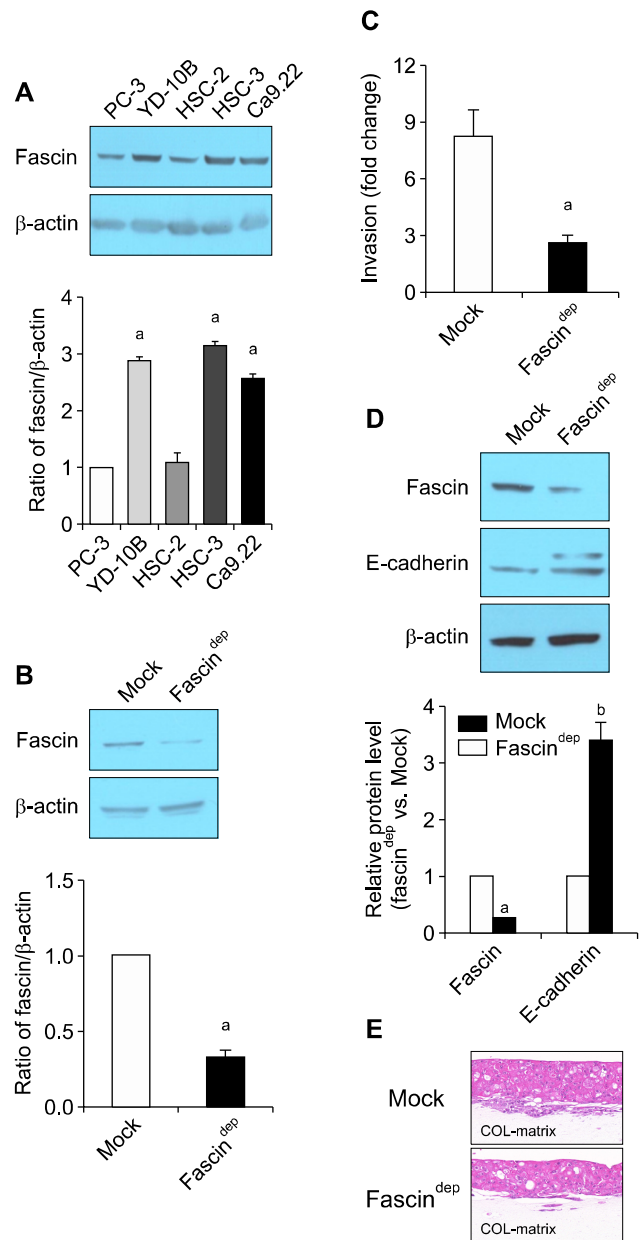 A
PC-3 YD-10B HSC-2 HSC-3 Ca9.22
Fascin
β-actin
Ratio of fascin/β-actin
4
3
2
1
0
a
a
a
PC-3 YD-10B HSC-2 HSC-3 Ca9.22
B
Mock Fascin^dep
Fascin
β-actin
Ratio of fascin/β-actin
1.5
1.0
0.5
0.0
a
Mock Fascin^dep
C
Invasion (fold change)
12
9
6
3
0
a
Mock Fascin^dep
D
Mock Fascin^dep
Fascin
E-cadherin
β-actin
Relative protein level
(fascin^dep vs. Mock)
4
3
2
1
0
Mock
Fascin^dep
a
b
Fascin E-cadherin
E
Mock
COL-matrix
Fascin^dep
COL-matrix